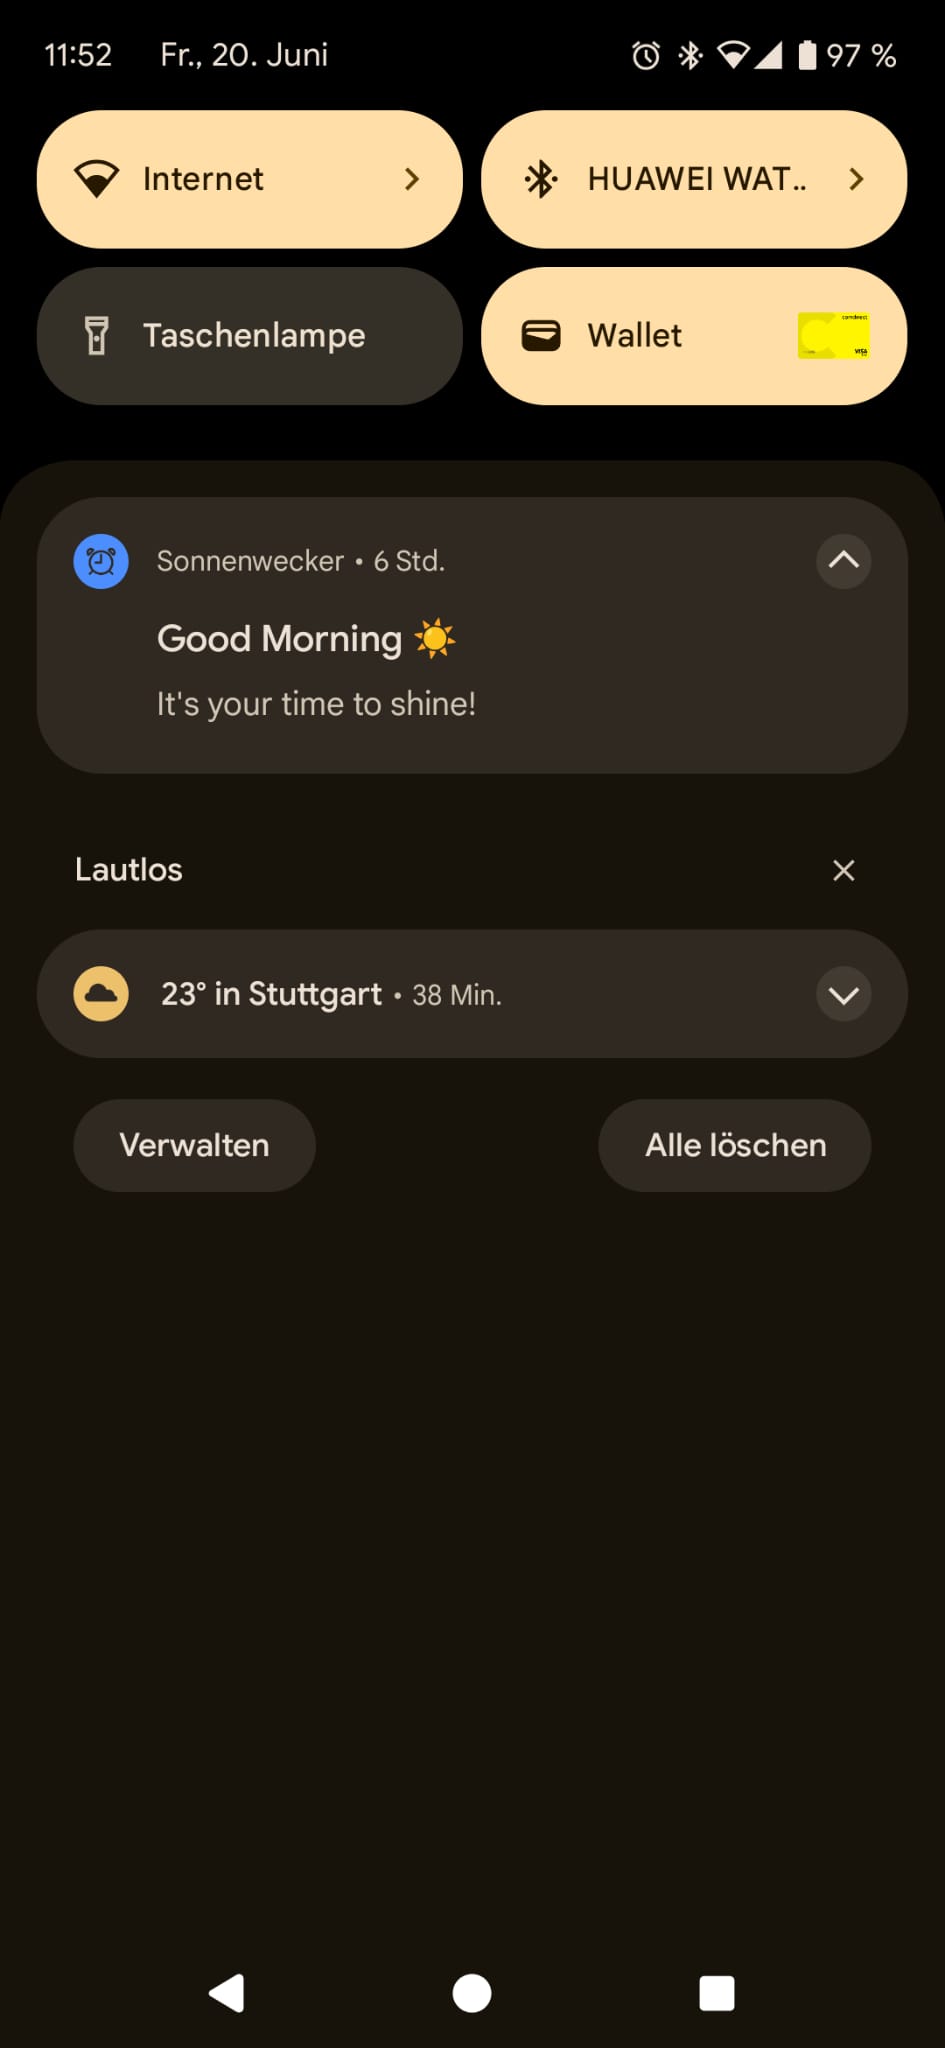 11:52 Fr., 20. Juni 97 %
Internet
HUAWEI WAT..
Taschenlampe
Wallet
comdirect
VISA
Sonnenwecker • 6 Std.
Good Morning ☀️
It's your time to shine!
Lautlos
23° in Stuttgart • 38 Min.
Verwalten
Alle löschen